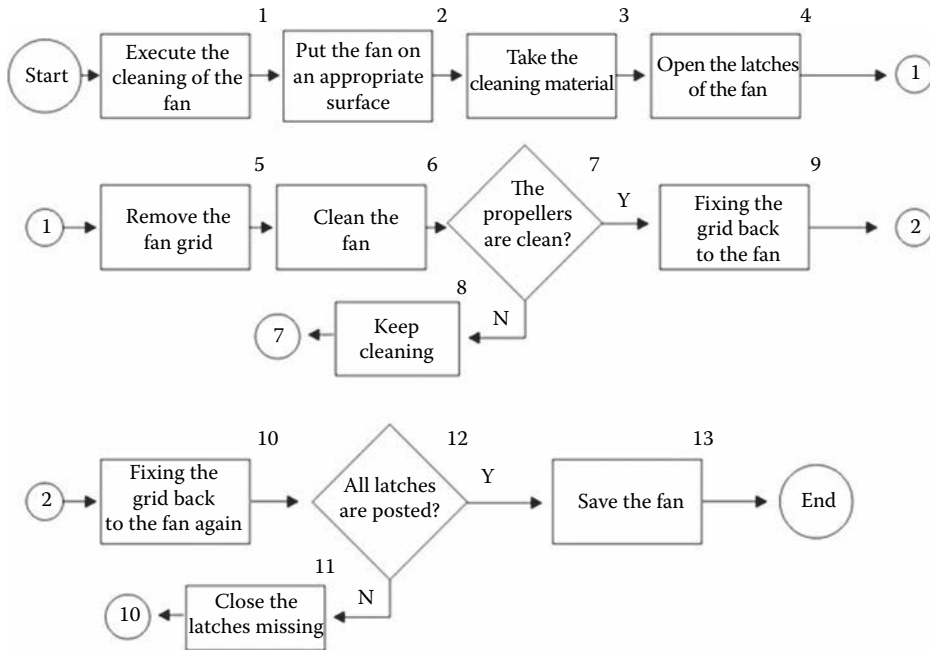 1
2
3
4
Start
Execute the
cleaning of the
fan
Put the fan on
an appropriate
surface
Take the
cleaning material
Open the latches
of the fan
1
5
6
7
9
1
Remove the
fan grid
Clean the
fan
The
propellers
are clean?
Y
Fixing the
grid back
to the fan
2
8
N
7
Keep
cleaning
10
12
13
2
Fixing the
grid back
to the fan again
All latches
are posted?
Y
Save the fan
End
11
N
10
Close the
latches missing